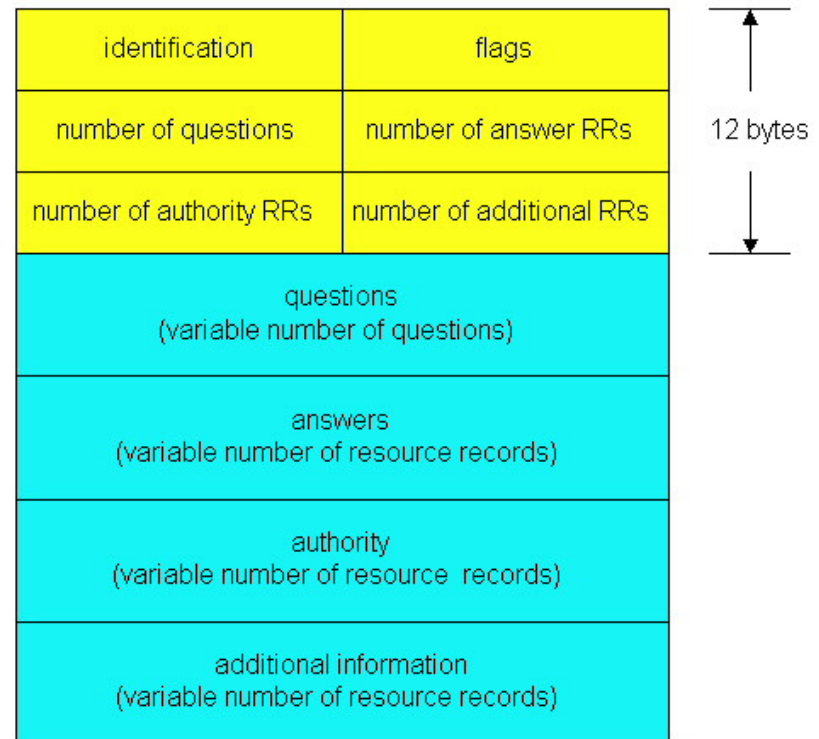 identification
flags
number of questions
number of answer RRs
12 bytes
number of authority RRs
number of additional RRs
questions
(variable number of questions)
answers
(variable number of resource records)
authority
(variable number of resource records)
additional information
(variable number of resource records)